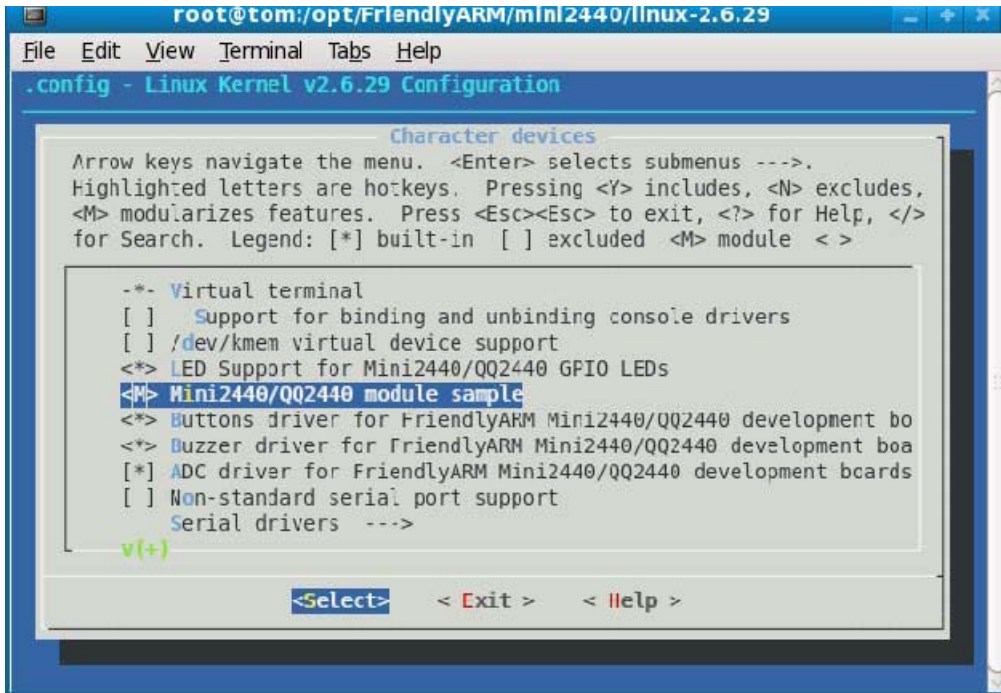 root@tom:/opt/FriendlyARM/mini2440/linux-2.6.29
File Edit View Terminal Tabs Help
.config - Linux Kernel v2.6.29 Configuration
Character devices
Arrow keys navigate the menu. <Enter> selects submenus --->.
Highlighted letters are hotkeys. Pressing <Y> includes, <N> excludes,
<M> modularizes features. Press <Esc><Esc> to exit, <?> for Help, </>
for Search. Legend: [*] built-in [ ] excluded <M> module < >
-*- Virtual terminal
[ ] Support for binding and unbinding console drivers
[ ] /dev/kmem virtual device support
<*> LED Support for Mini2440/QQ2440 GPIO LEDs
<M> Mini2440/QQ2440 module sample
<*> Buttons driver for FriendlyARM Mini2440/QQ2440 development bo
<*> Buzzer driver for FriendlyARM Mini2440/QQ2440 development boa
[*] ADC driver for FriendlyARM Mini2440/QQ2440 development boards
[ ] Non-standard serial port support
Serial drivers --->
v(+)
<Select> < Exit > < Help >